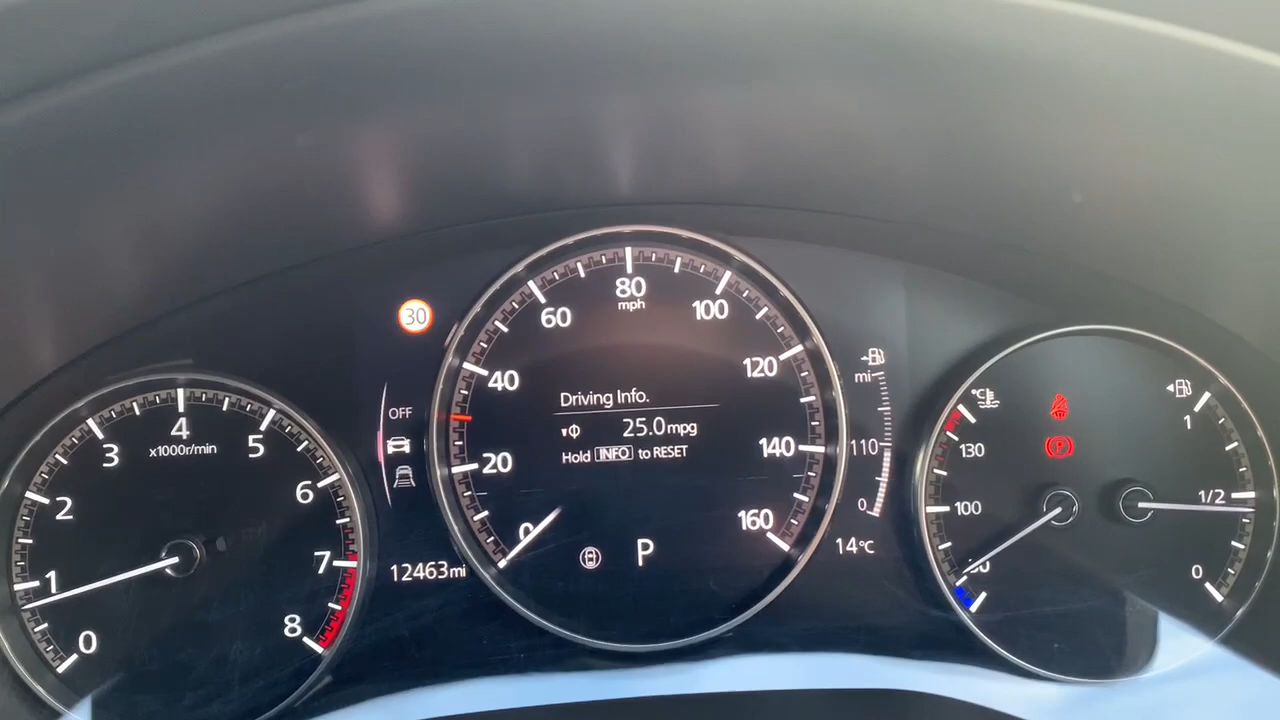 30
OFF
12463mi
0
1
2
3
4
x1000r/min
5
6
7
8
0
20
40
60
80
mph
100
120
140
160
Driving Info.
25.0mpg
Hold INFO to RESET
P
mi
110
0
14°C
°C
130
100
P
1
1/2
0